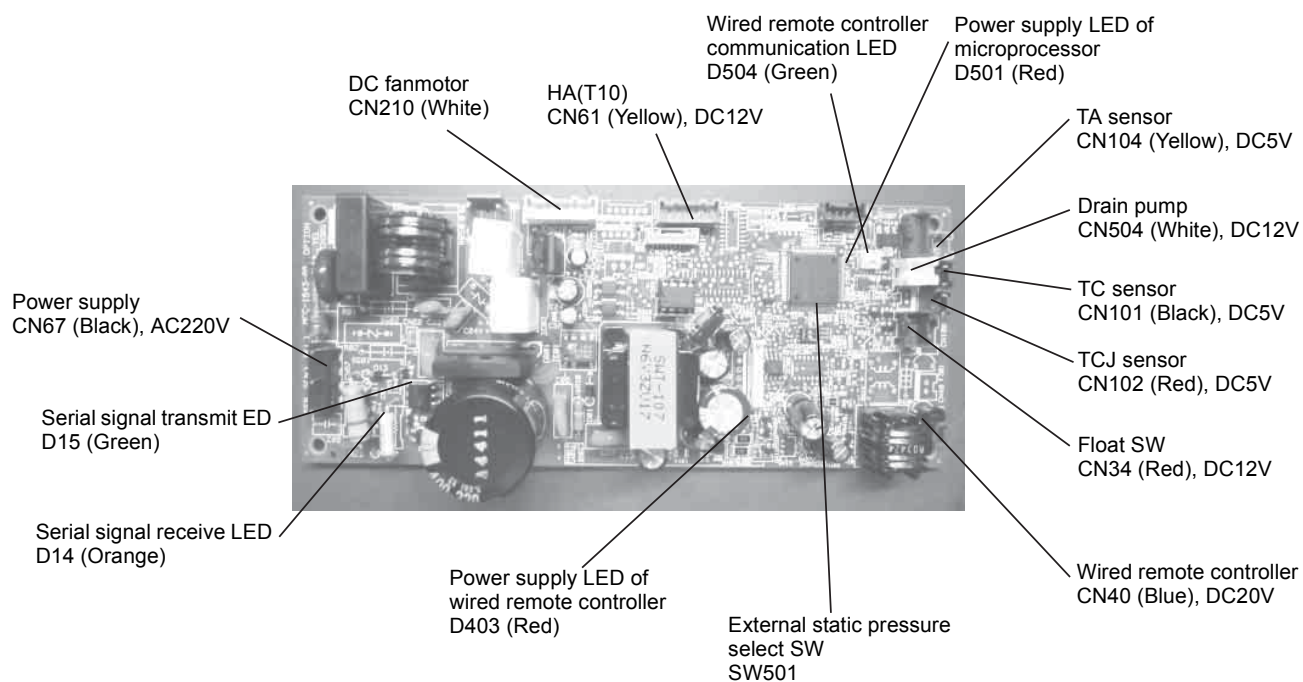 Wired remote controller
communication LED
D504 (Green)
Power supply LED of
microprocessor
D501 (Red)
DC fanmotor
CN210 (White)
HA(T10)
CN61 (Yellow), DC12V
TA sensor
CN104 (Yellow), DC5V
Drain pump
CN504 (White), DC12V
Power supply
CN67 (Black), AC220V
TC sensor
CN101 (Black), DC5V
TCJ sensor
CN102 (Red), DC5V
Serial signal transmit ED
D15 (Green)
Float SW
CN34 (Red), DC12V
Serial signal receive LED
D14 (Orange)
Power supply LED of
wired remote controller
D403 (Red)
External static pressure
select SW
SW501
Wired remote controller
CN40 (Blue), DC20V
SWT-107
A4411